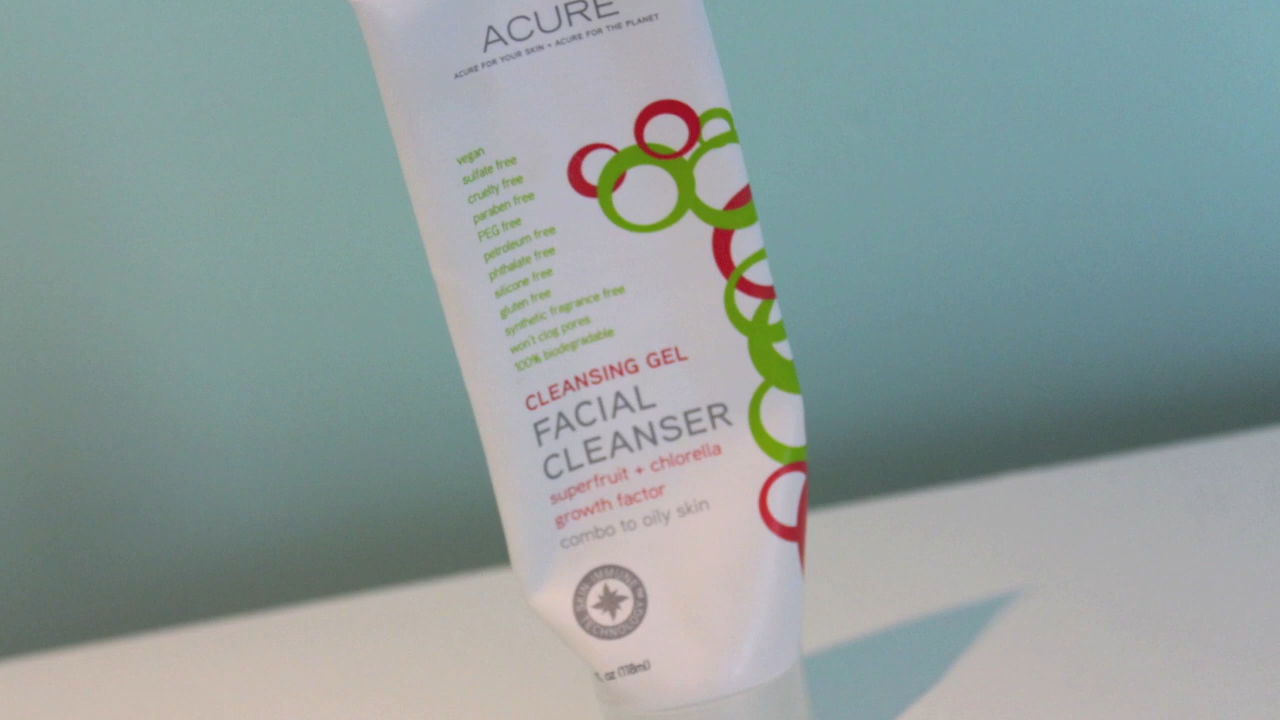 ACURE
ACURE FOR YOUR SKIN + ACURE FOR THE PLANET
vegan
sulfate free
cruelty free
paraben free
PEG free
petroleum free
phthalate free
silicone free
gluten free
synthetic fragrance free
won't clog pores
100% biodegradable
CLEANSING GEL
FACIAL
CLEANSER
superfruit + chlorella
growth factor
combo to oily skin
SKIN IMMUNE
TECHNOLOGY
oz (118ml)